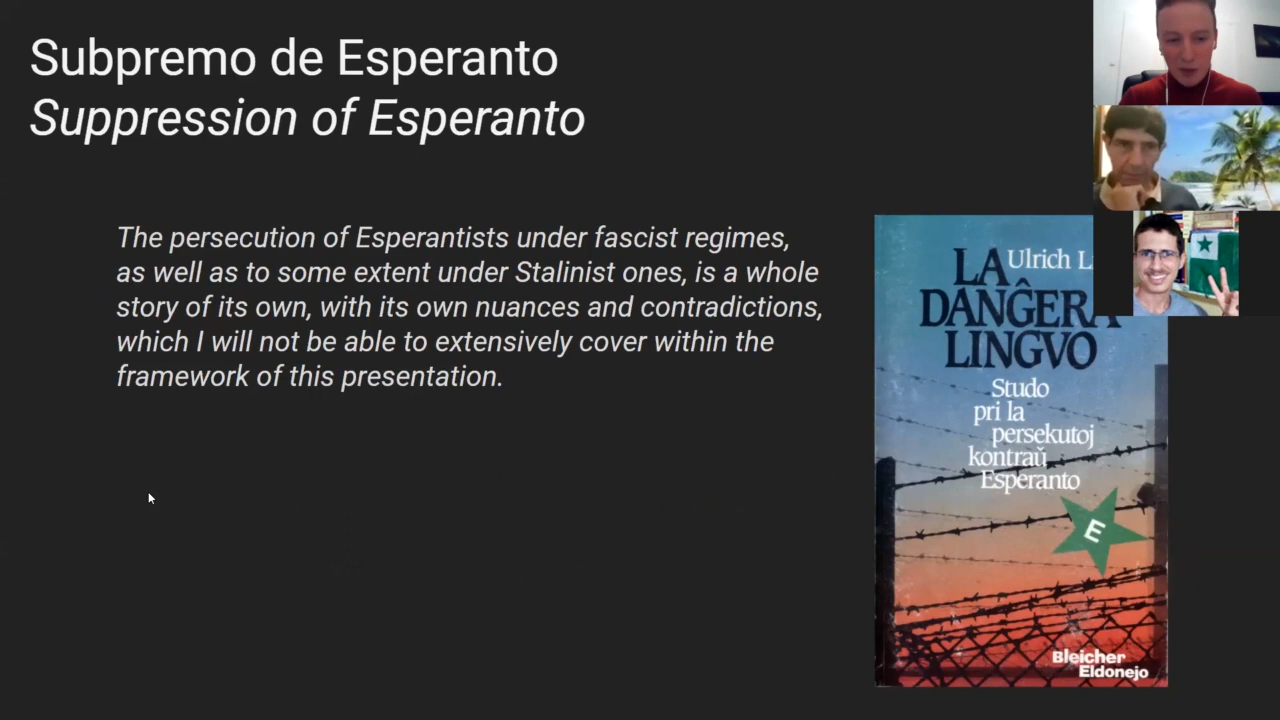 Subpremo de Esperanto
Suppression of Esperanto
The persecution of Esperantists under fascist regimes,
as well as to some extent under Stalinist ones, is a whole
story of its own, with its own nuances and contradictions,
which I will not be able to extensively cover within the
framework of this presentation.
Ulrich L
LA
DANĜERA
LINGVO
Studo
pri la
persekutoj
kontraŭ
Esperanto
E
Bleicher
Eldonejo